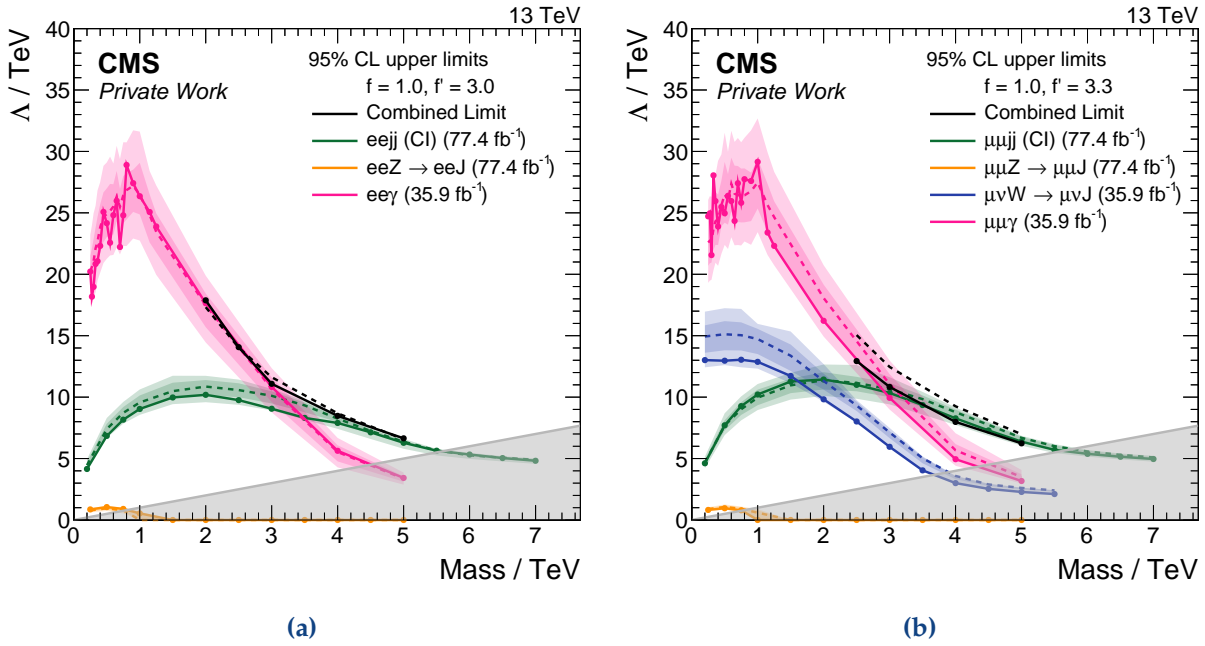 13 TeV
Λ / TeV
40
35
30
25
20
15
10
5
0
CMS
Private Work
95% CL upper limits
f = 1.0, f' = 3.0
Combined Limit
eejj (CI) (77.4 fb⁻¹)
eeZ → eeJ (77.4 fb⁻¹)
eeγ (35.9 fb⁻¹)
0 1 2 3 4 5 6 7
Mass / TeV
(a)
13 TeV
Λ / TeV
40
35
30
25
20
15
10
5
0
CMS
Private Work
95% CL upper limits
f = 1.0, f' = 3.3
Combined Limit
μμjj (CI) (77.4 fb⁻¹)
μμZ → μμJ (77.4 fb⁻¹)
μνW → μνJ (35.9 fb⁻¹)
μμγ (35.9 fb⁻¹)
0 1 2 3 4 5 6 7
Mass / TeV
(b)